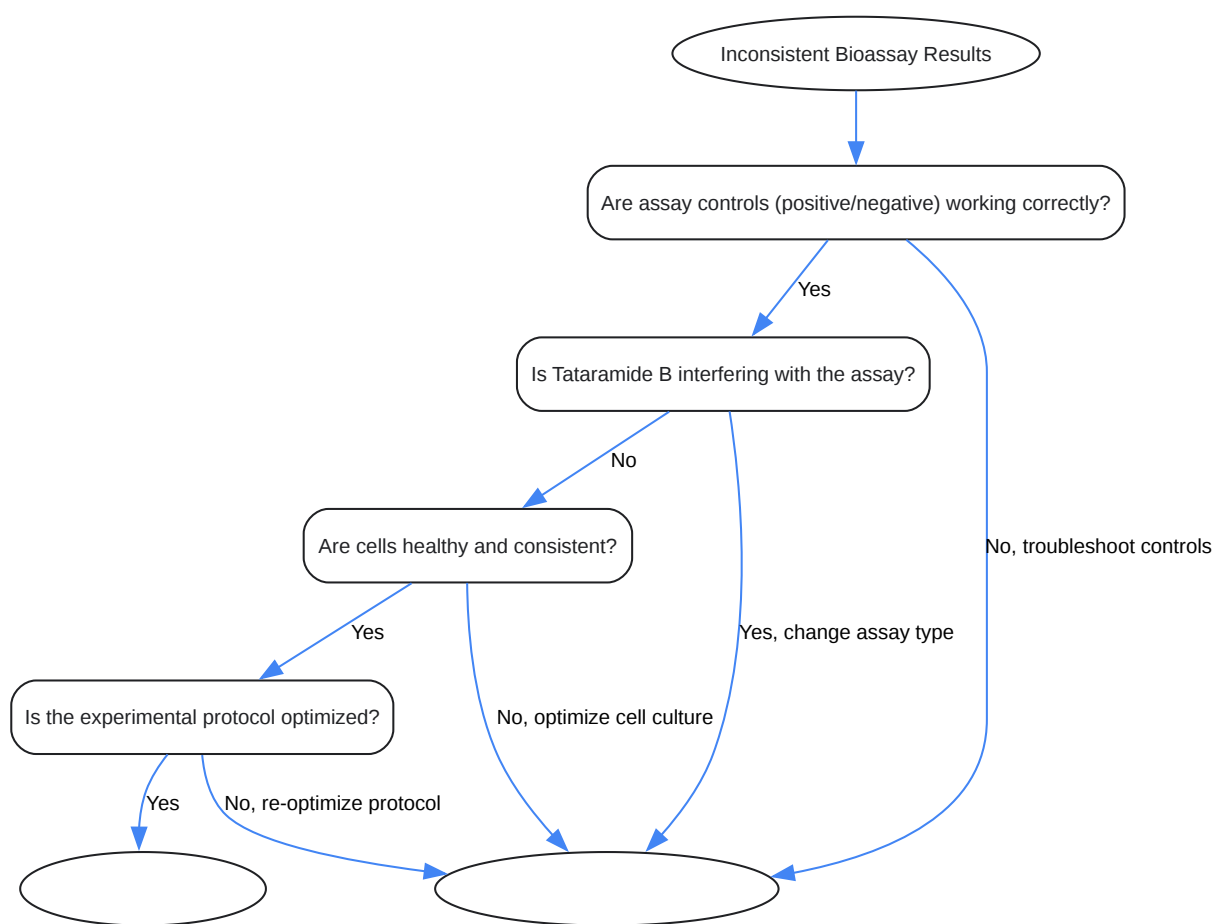 Inconsistent Bioassay Results
Are assay controls (positive/negative) working correctly?
Yes
Is Tataramide B interfering with the assay?
No
Are cells healthy and consistent?
No, troubleshoot controls
Yes
Yes, change assay type
Is the experimental protocol optimized?
No, optimize cell culture
Yes
No, re-optimize protocol